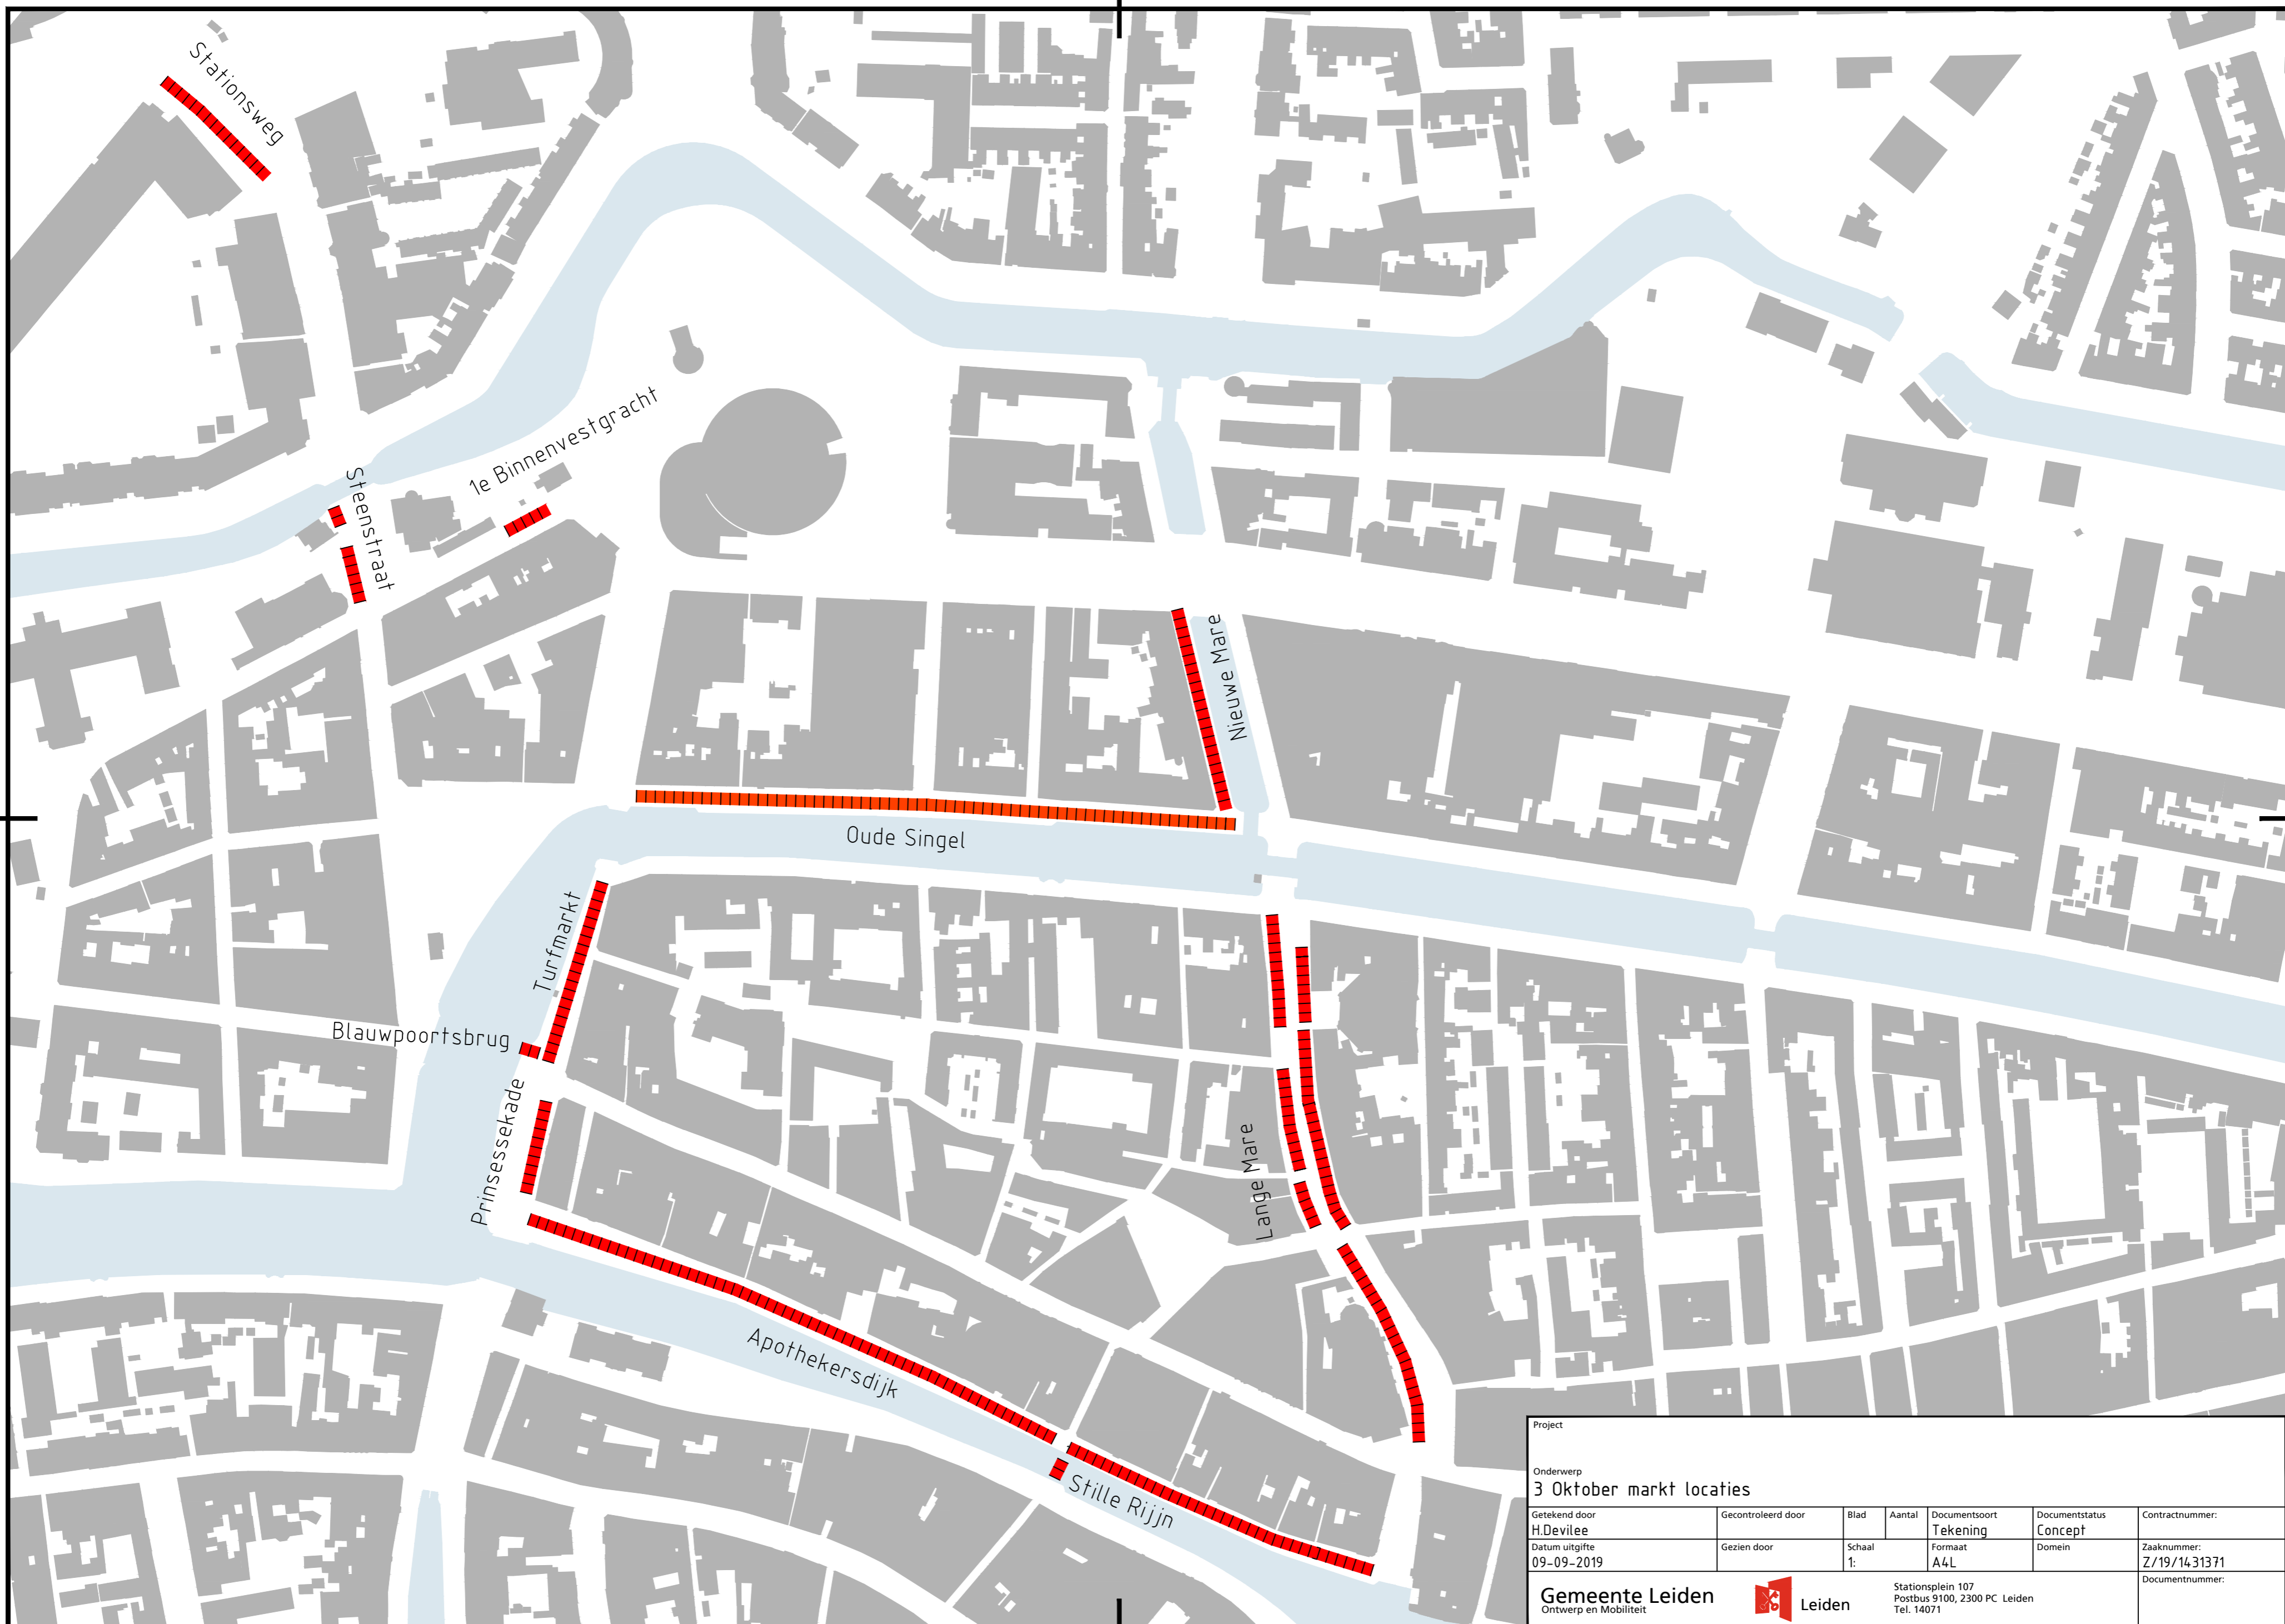 Stationsweg
1e Binnenvestgracht
Steenstraat
Nieuwe Mare
Oude Singel
Turfmarkt
Blauwpoortsbrug
Prinsessekade
Lange Mare
Apothekersdijk
Stille Rijjn
Project
Onderwerp
3 Oktober markt locaties
Getekend door Gecontroleerd door Blad Aantal Documentsoort Documentstatus Contractnummer:
H.Devilee Tekening Concept
Datum uitgifte Gezien door Schaal Formaat Domein Zaaknummer:
09-09-2019 1: A4L Z/19/1431371
Gemeente Leiden
Ontwerp en Mobiliteit
Leiden
Stationsplein 107
Postbus 9100, 2300 PC Leiden
Tel. 14071
Documentnummer: